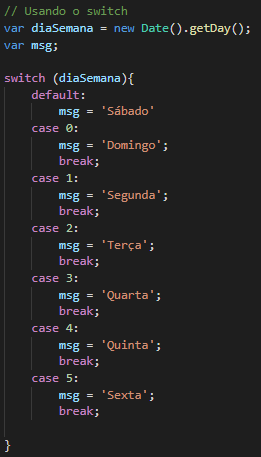 // Usando o switch
var diaSemana = new Date().getDay();
var msg;
switch (diaSemana){
default:
msg = 'Sábado'
case 0:
msg = 'Domingo';
break;
case 1:
msg = 'Segunda';
break;
case 2:
msg = 'Terça';
break;
case 3:
msg = 'Quarta';
break;
case 4:
msg = 'Quinta';
break;
case 5:
msg = 'Sexta';
break;
}